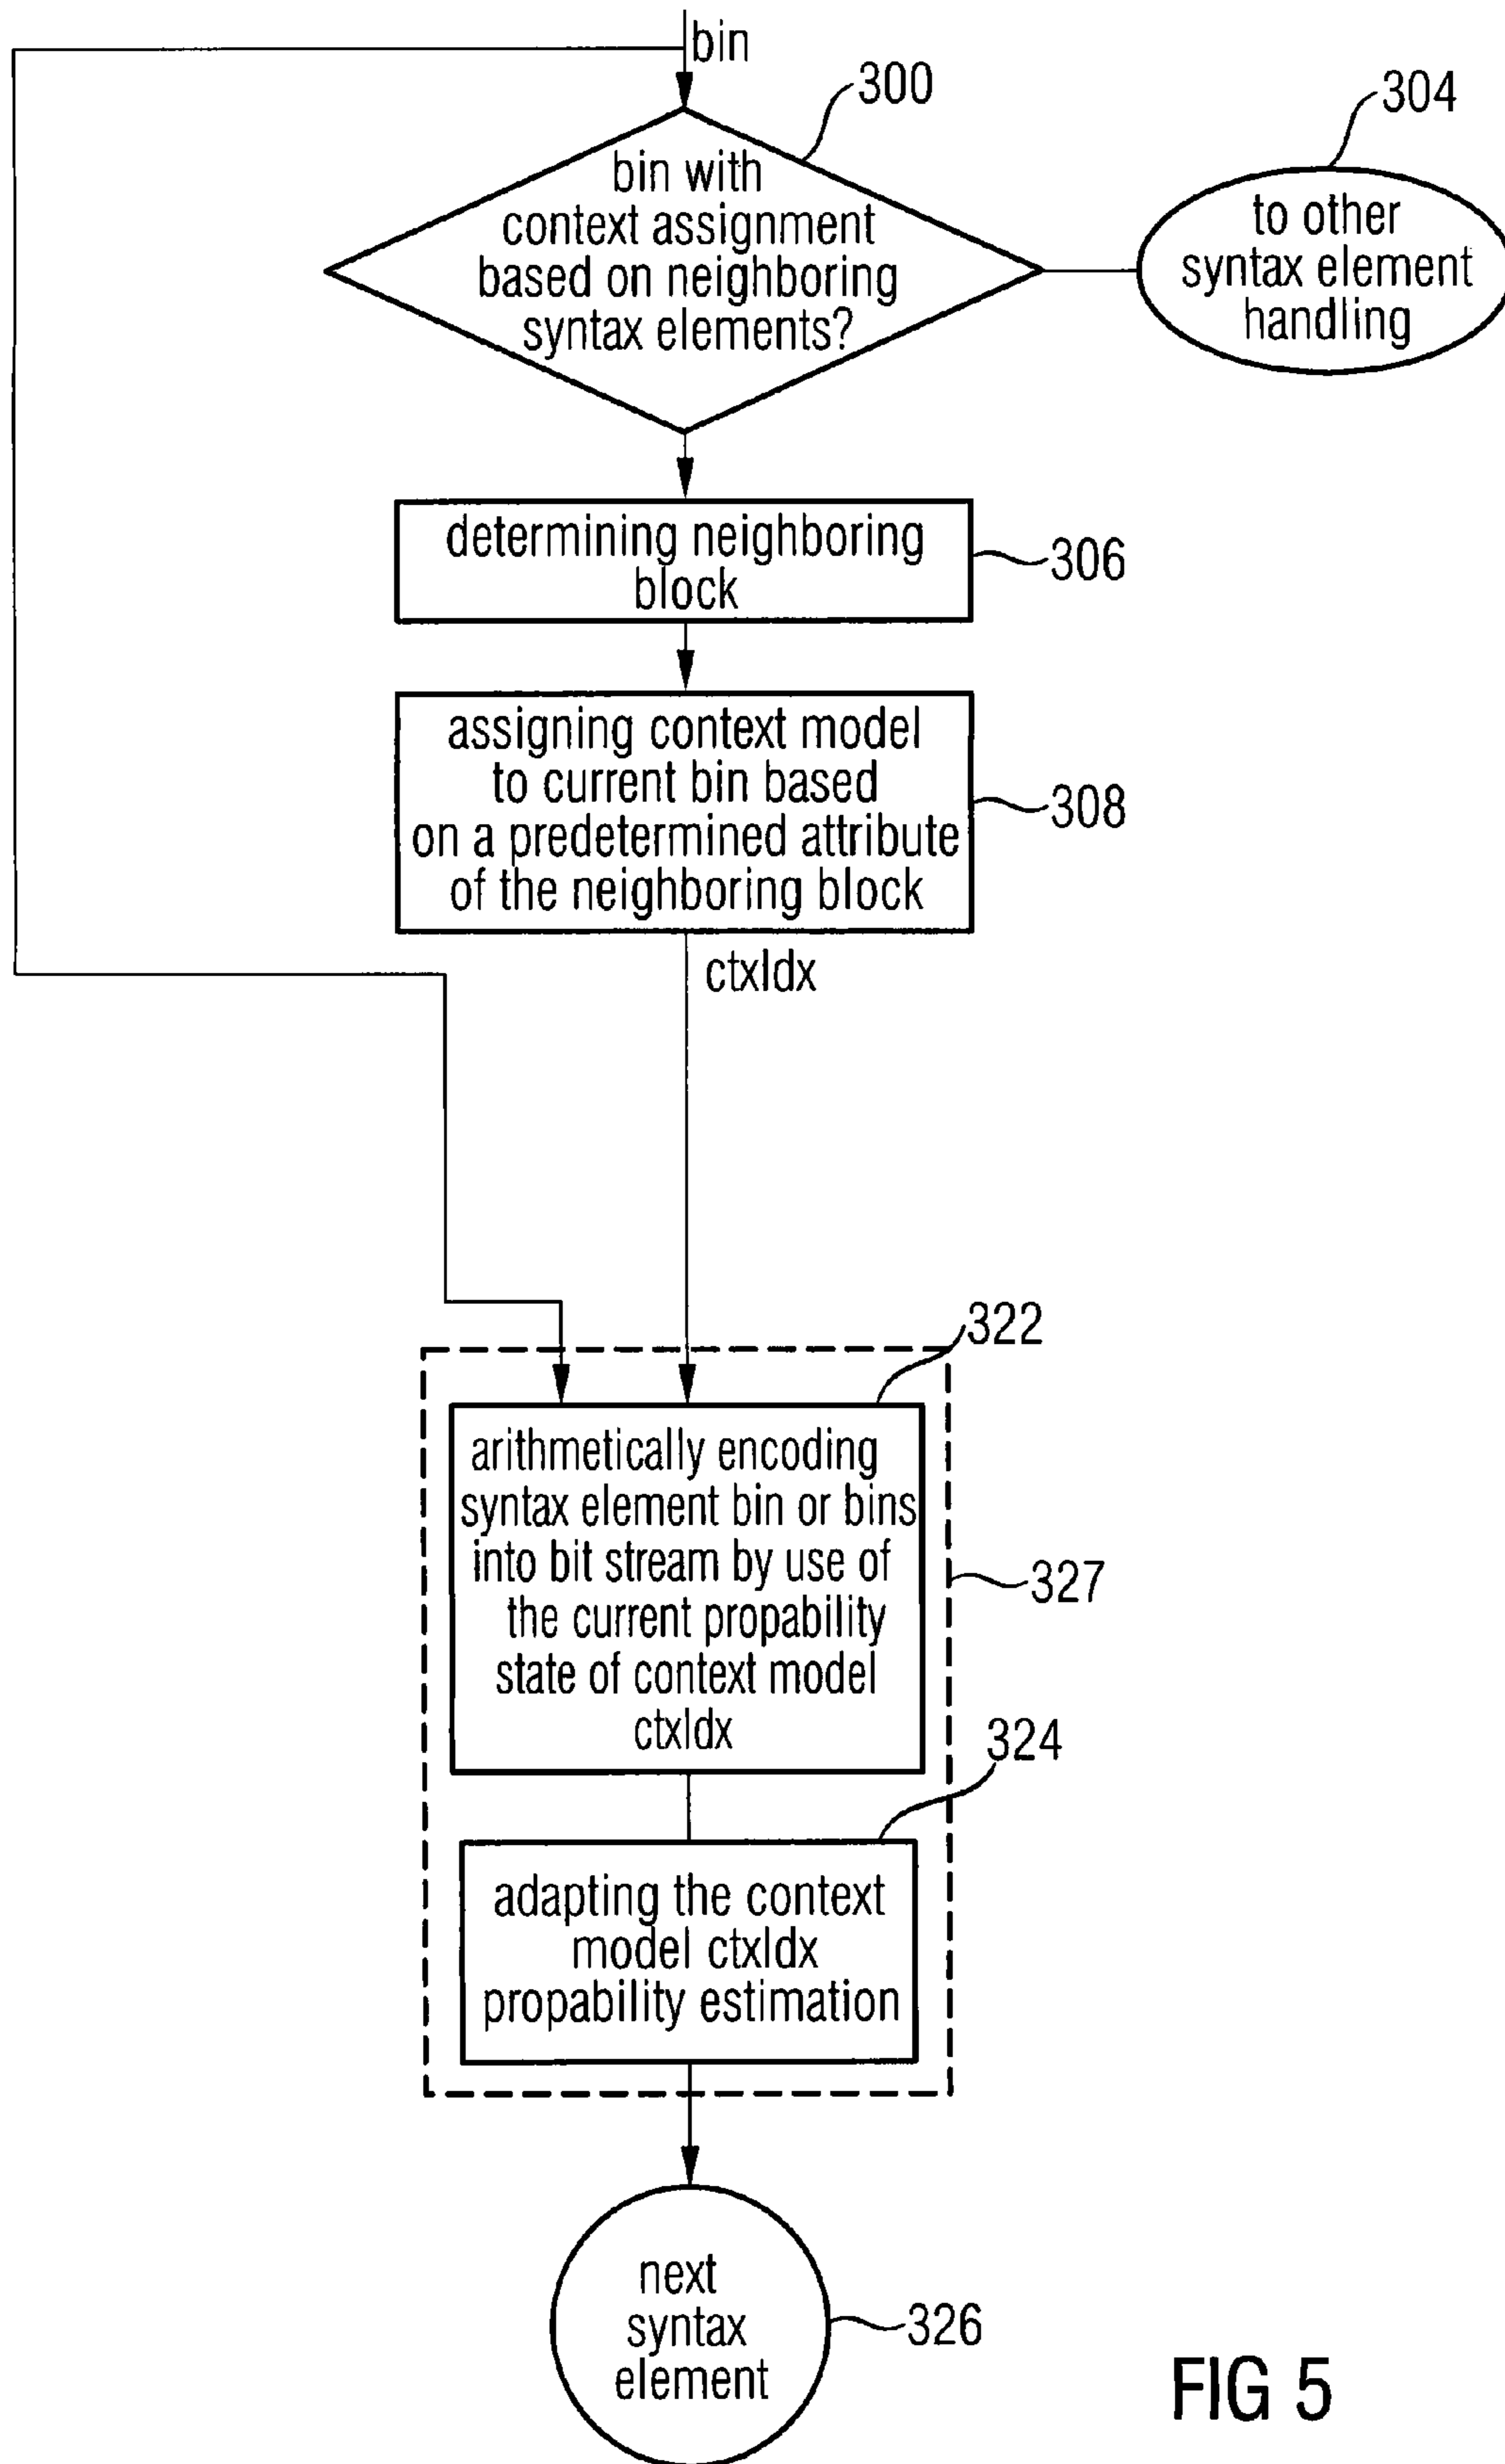 bin
300
304
bin with
context assignment
based on neighboring
syntax elements?
to other
syntax element
handling
determining neighboring
block
306
assigning context model
to current bin based
on a predetermined attribute
of the neighboring block
308
ctxIdx
322
arithmetically encoding
syntax element bin or bins
into bit stream by use of
the current propability
state of context model
ctxIdx
327
324
adapting the context
model ctxIdx
propability estimation
next
syntax
element
326
FIG 5